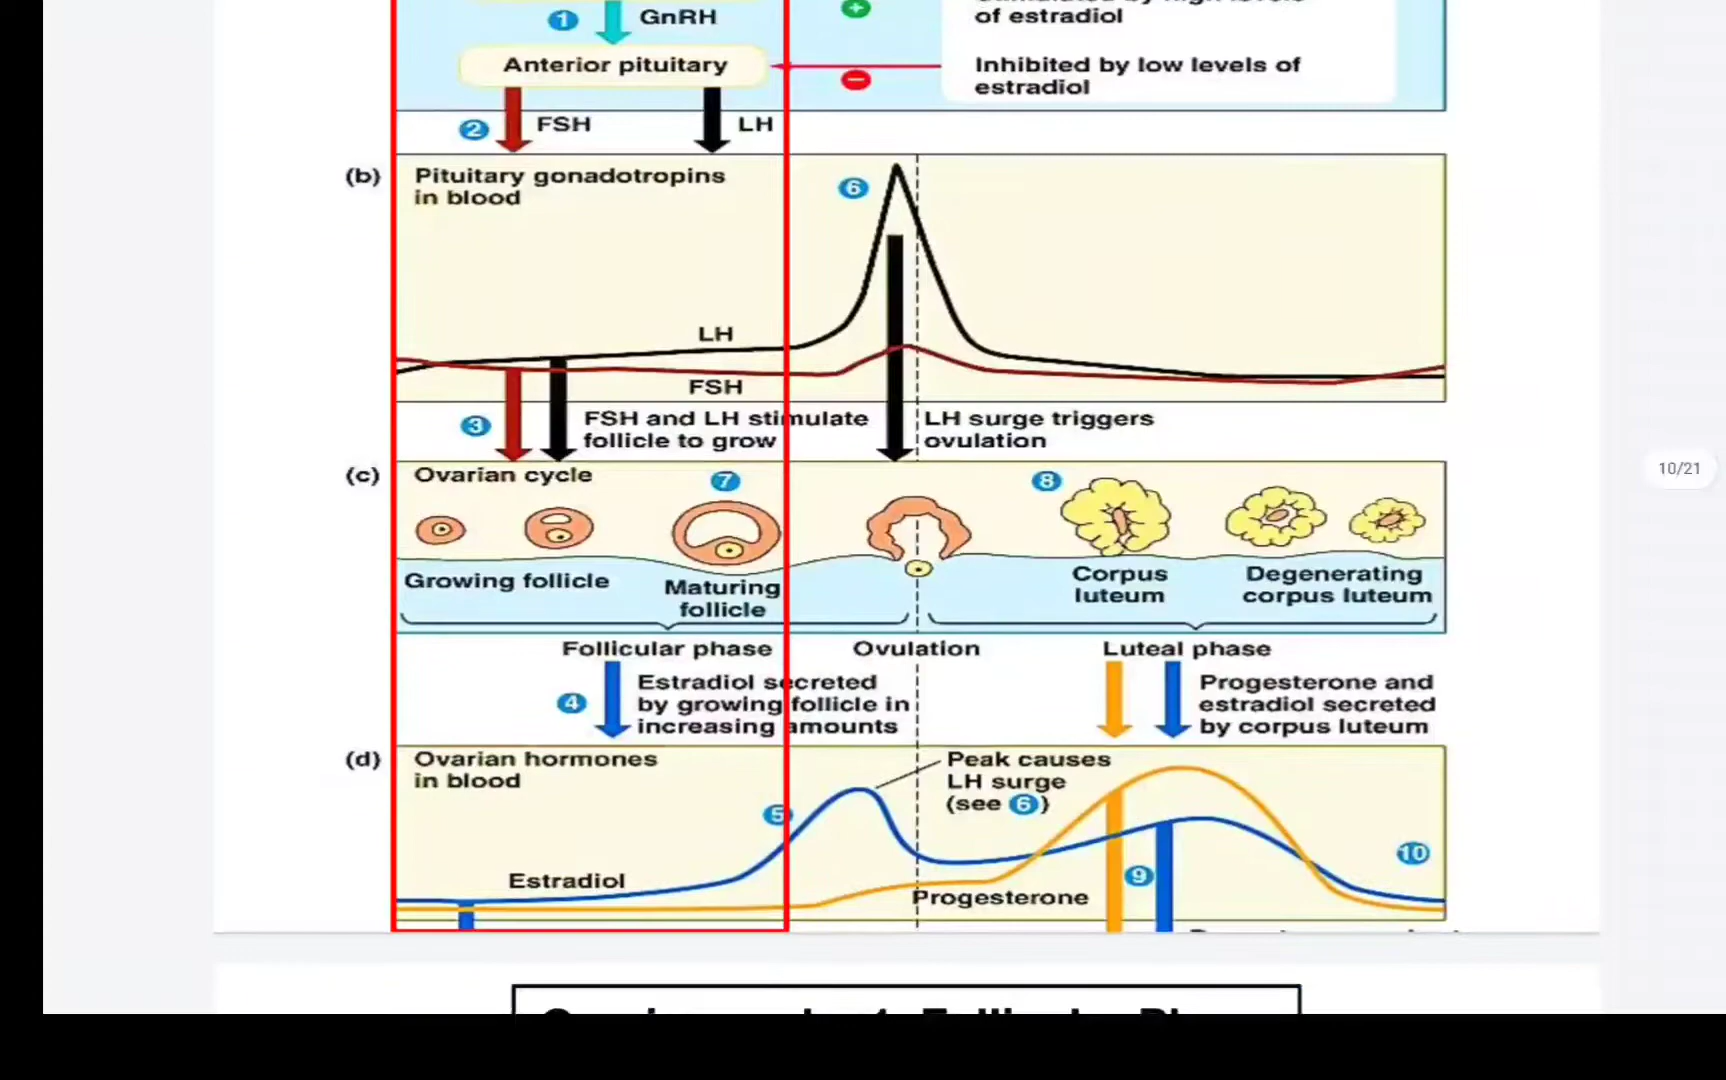 of estradiol
1 GnRH
Anterior pituitary
Inhibited by low levels of
estradiol
2 FSH LH
(b) Pituitary gonadotropins
in blood
6
LH
FSH
3 FSH and LH stimulate
follicle to grow
LH surge triggers
ovulation
(c) Ovarian cycle
7
8
Growing follicle
Maturing
follicle
Corpus
luteum
Degenerating
corpus luteum
Follicular phase
Ovulation
Luteal phase
4 Estradiol secreted
by growing follicle in
increasing amounts
Progesterone and
estradiol secreted
by corpus luteum
(d) Ovarian hormones
in blood
Peak causes
LH surge
(see 6)
5
10
9
Estradiol
Progesterone
10/21